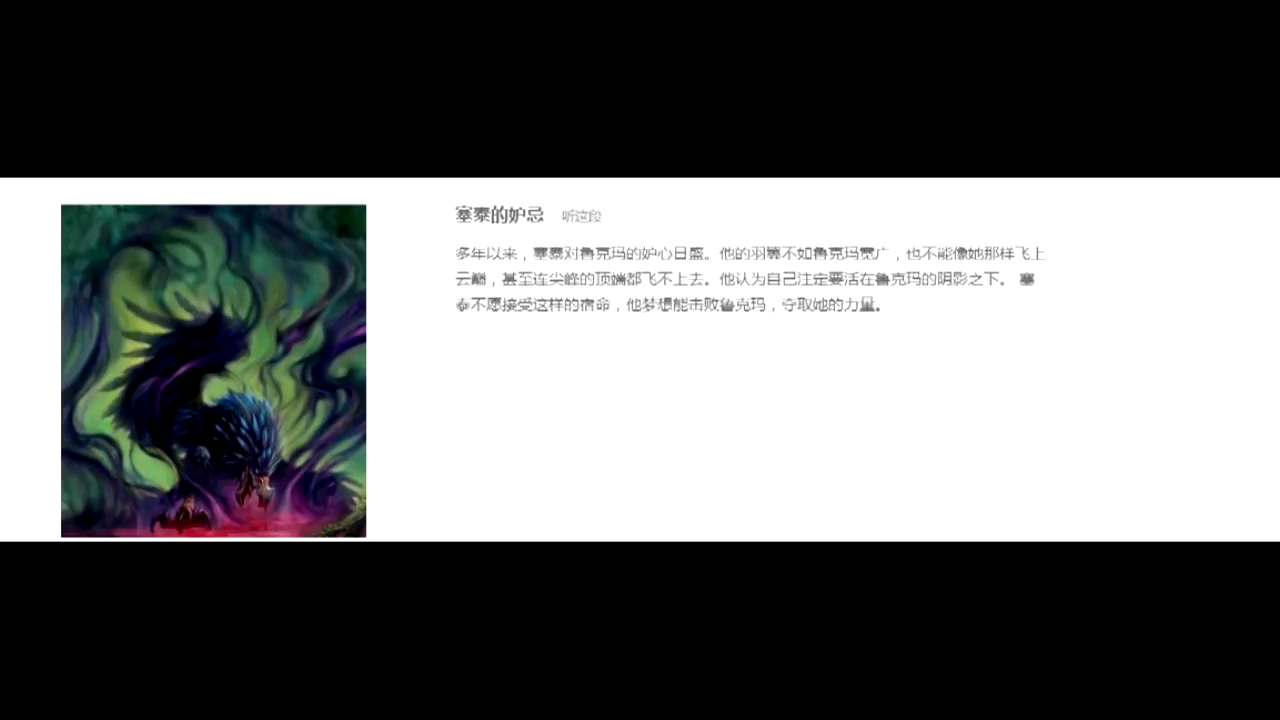 塞泰的妒忌 听这段
多年以来，塞泰对鲁克玛的妒心日盛。他的羽翼不如鲁克玛宽广，也不能像她那样飞上
云巅，甚至连尖峰的顶端都飞不上去。他认为自己注定要活在鲁克玛的阴影之下。 塞
泰不愿接受这样的宿命，他梦想能击败鲁克玛，夺取她的力量。